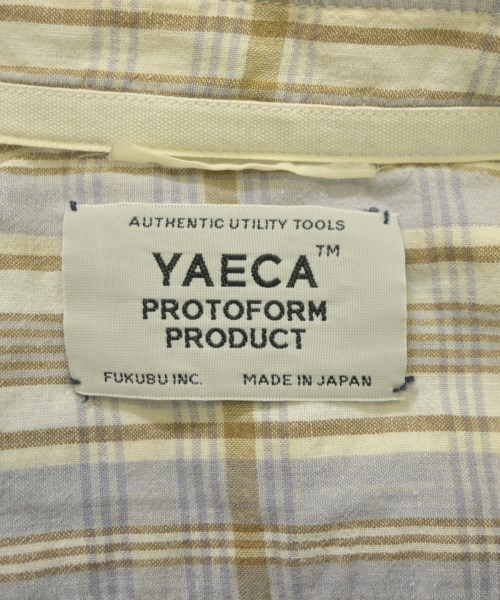 AUTHENTIC UTILITY TOOLS
YAECA™
PROTOFORM
PRODUCT
FUKUBU INC. MADE IN JAPAN